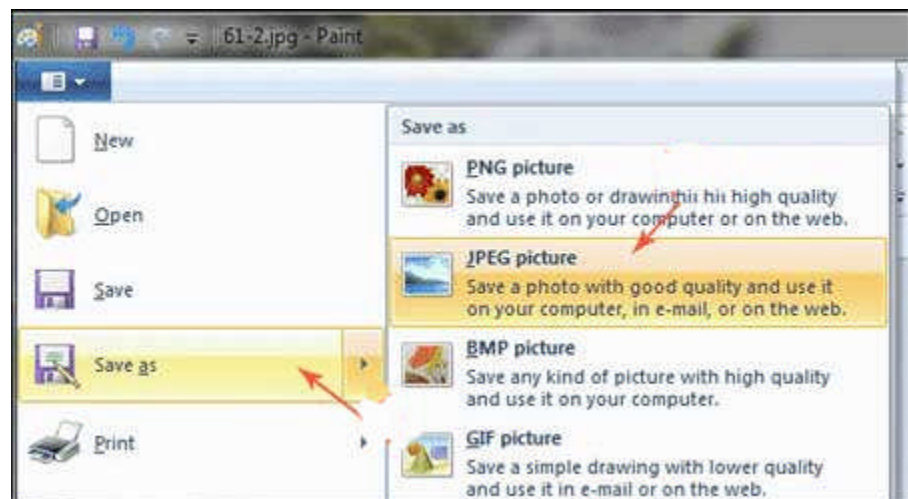 61-2.jpg - Paint
New
Open
Save
Save as
Print
Save as
PNG picture
Save a photo or drawin hii high quality
and use it on your computer or on the web.
JPEG picture
Save a photo with good quality and use it
on your computer, in e-mail, or on the web.
BMP picture
Save any kind of picture with high quality
and use it on your computer.
GIF picture
Save a simple drawing with lower quality
and use it in e-mail or on the web.